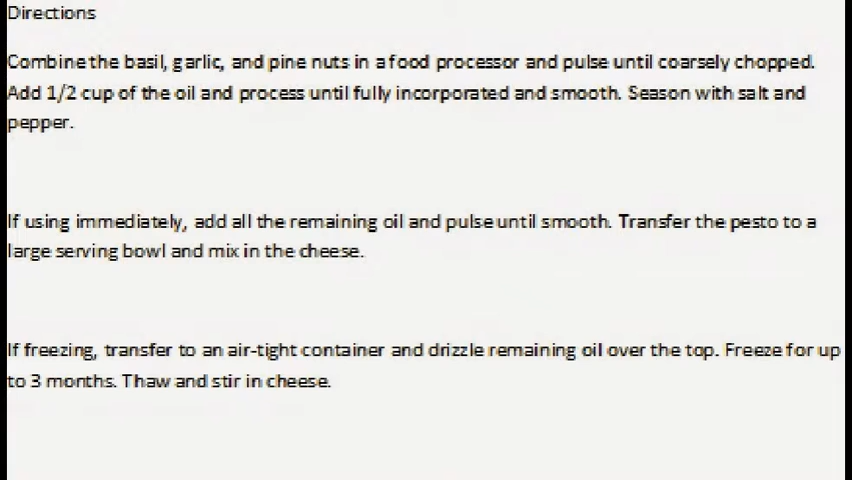 Directions
Combine the basil, garlic, and pine nuts in a food processor and pulse until coarsely chopped.
Add 1/2 cup of the oil and process until fully incorporated and smooth. Season with salt and
pepper.
If using immediately, add all the remaining oil and pulse until smooth. Transfer the pesto to a
large serving bowl and mix in the cheese.
If freezing, transfer to an air-tight container and drizzle remaining oil over the top. Freeze for up
to 3 months. Thaw and stir in cheese.